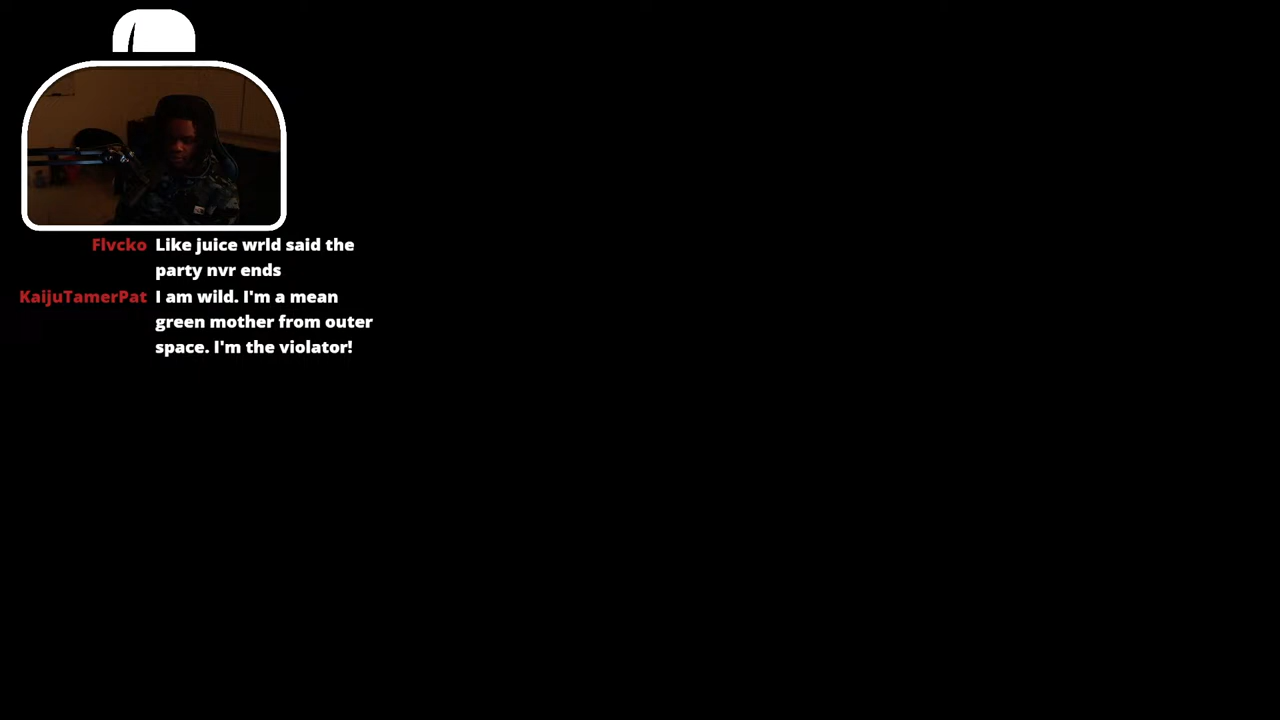 Flvcko Like juice wrld said the
party nvr ends
KaijuTamerPat I am wild. I'm a mean
green mother from outer
space. I'm the violator!